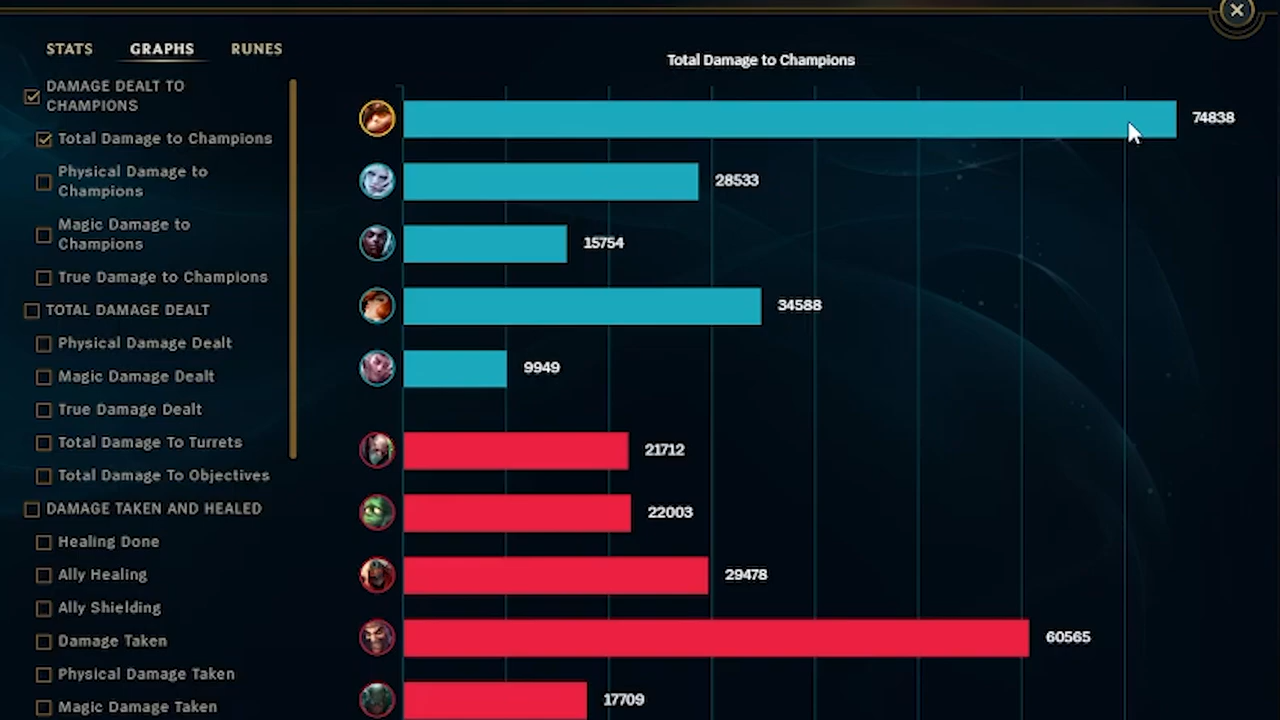 STATS GRAPHS RUNES
Total Damage to Champions
DAMAGE DEALT TO
CHAMPIONS
Total Damage to Champions
Physical Damage to
Champions
Magic Damage to
Champions
True Damage to Champions
TOTAL DAMAGE DEALT
Physical Damage Dealt
Magic Damage Dealt
True Damage Dealt
Total Damage To Turrets
Total Damage To Objectives
DAMAGE TAKEN AND HEALED
Healing Done
Ally Healing
Ally Shielding
Damage Taken
Physical Damage Taken
Magic Damage Taken
74838
28533
15754
34588
9949
21712
22003
29478
60565
17709